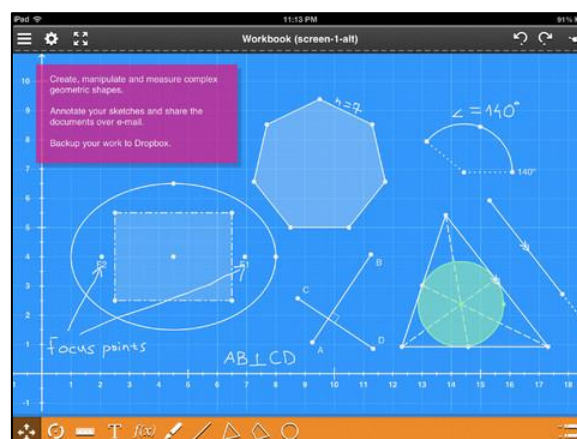 iPad
11:13 PM
91%
Workbook (screen-1-alt)
Create, manipulate and measure complex
geometric shapes.
Annotate your sketches and share the
documents over e-mail.
Backup your work to Dropbox.
n=7
∠=140°
140°
F2
F1
Focus points
AB⊥CD
A
B
C
D
10
9
8
7
6
5
4
3
2
1
-1
1 2 3 4 5 6 7 8 9 10 11 12 13 14 15 16 17 18
T f(x)